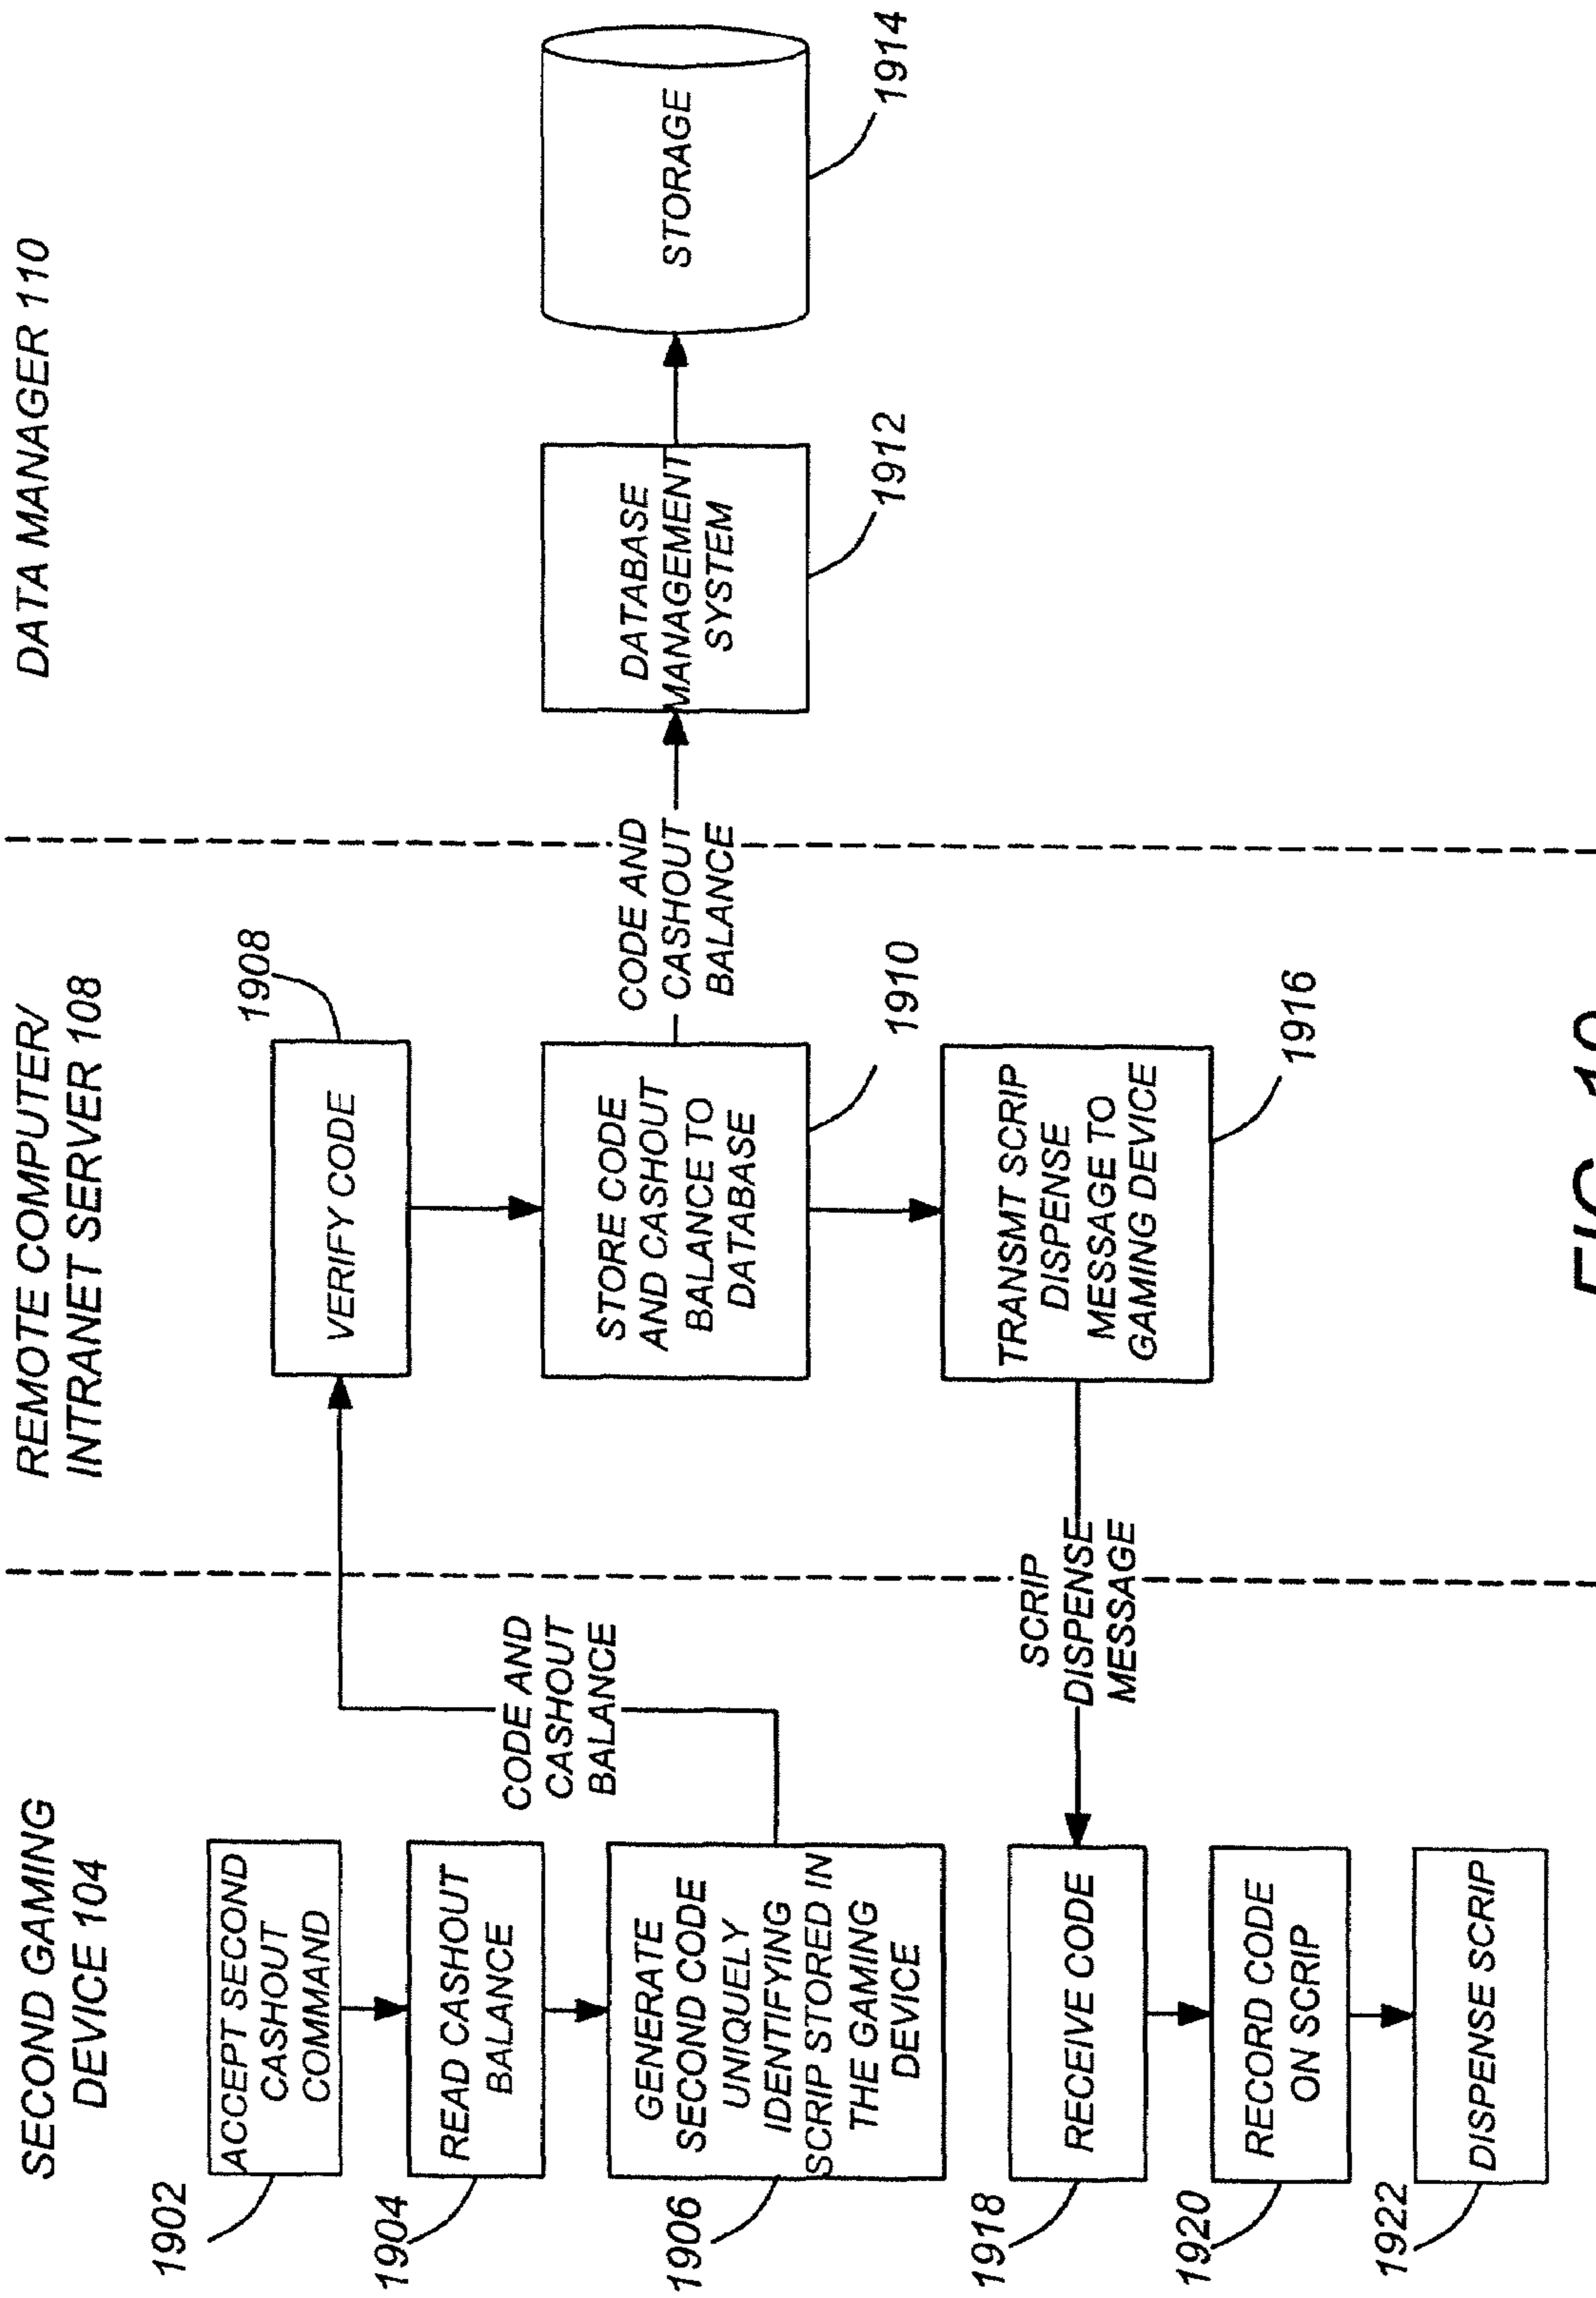 SECOND GAMING
DEVICE 104
REMOTE COMPUTER/
INTRANET SERVER 108
DATA MANAGER 110
1902
ACCEPT SECOND
CASHOUT
COMMAND
1904
READ CASHOUT
BALANCE
1906
GENERATE
SECOND CODE
UNIQUELY
IDENTIFYING
SCRIP STORED IN
THE GAMING
DEVICE
CODE AND
CASHOUT
BALANCE
1908
VERIFY CODE
STORE CODE
AND CASHOUT
BALANCE TO
DATABASE
1910
CODE AND
CASHOUT
BALANCE
DATABASE
MANAGEMENT
SYSTEM
1912
STORAGE
1914
TRANSMT SCRIP
DISPENSE
MESSAGE TO
GAMING DEVICE
1916
SCRIP
DISPENSE
MESSAGE
1918
RECEIVE CODE
1920
RECORD CODE
ON SCRIP
1922
DISPENSE SCRIP